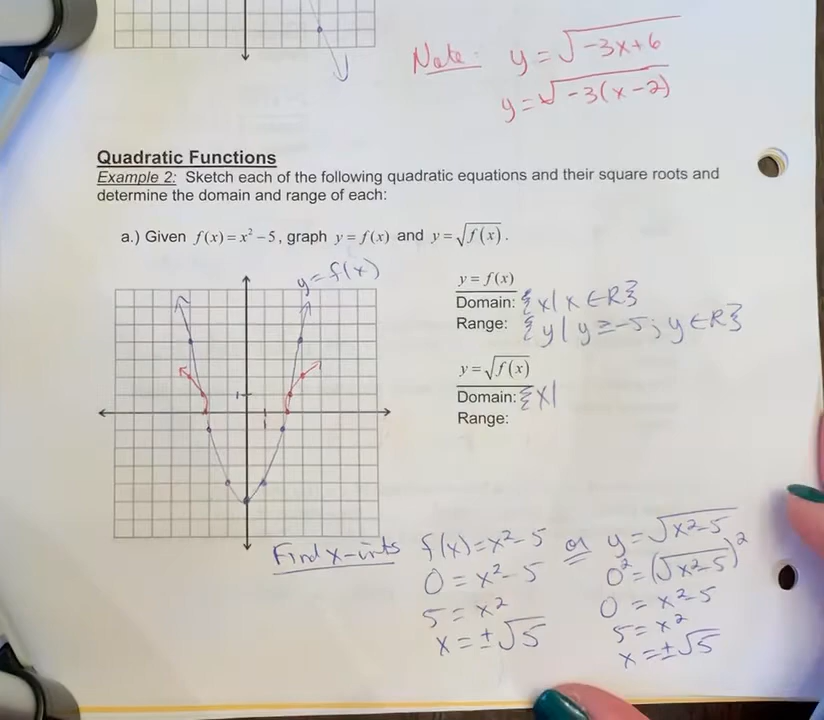 Note: y = √-3x+6
y = √-3(x-2)
Quadratic Functions
Example 2: Sketch each of the following quadratic equations and their square roots and
determine the domain and range of each:
a.) Given f(x) = x² - 5, graph y = f(x) and y = √f(x).
y = f(x)
y = f(x)
Domain: {x | x ∈ R}
Range: {y | y ≥ -5; y ∈ R}
y = √f(x)
Domain: {x |
Range:
Find x-ints f(x) = x² - 5 or y = √x²-5
0 = x² - 5 0² = (√x²-5)²
5 = x² 0 = x² - 5
x = ±√5 5 = x²
x = ±√5